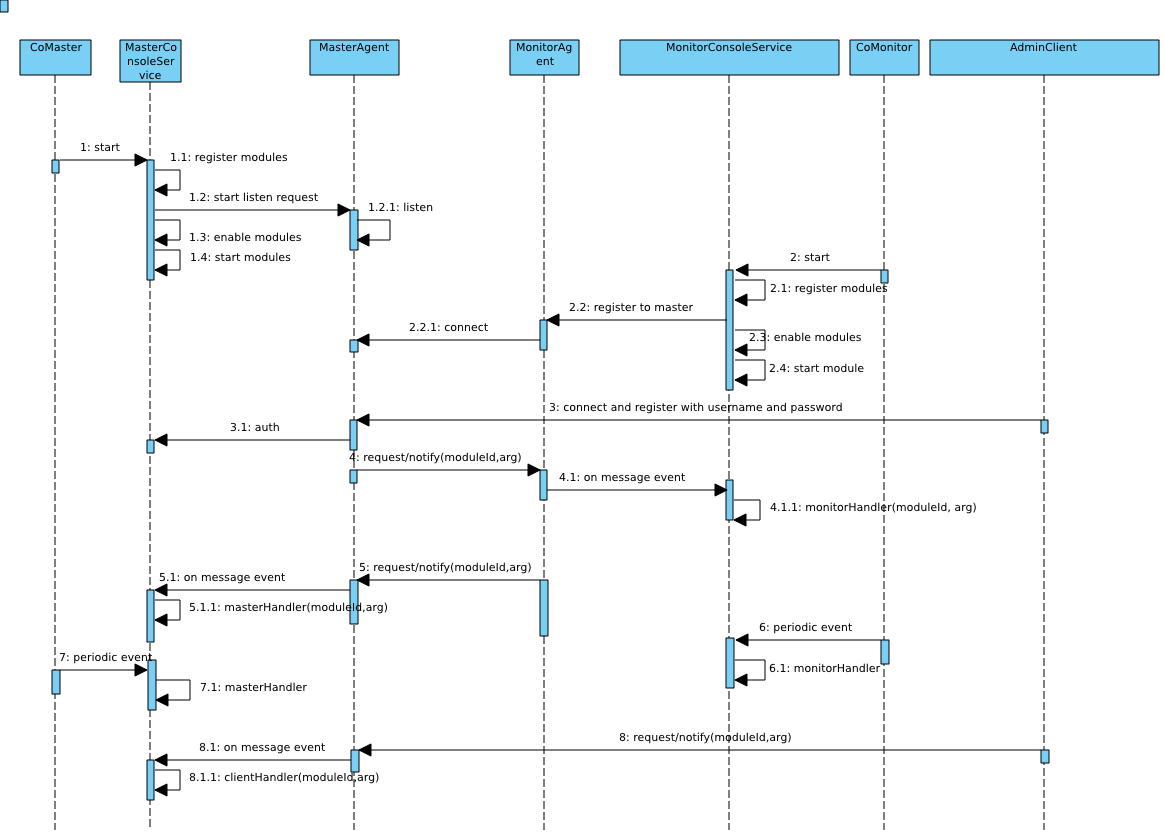 CoMaster
MasterCo
nsoleSer
vice
MasterAgent
MonitorAg
ent
MonitorConsoleService
CoMonitor
AdminClient
1: start
1.1: register modules
1.2: start listen request
1.2.1: listen
1.3: enable modules
1.4: start modules
2: start
2.1: register modules
2.2: register to master
2.2.1: connect
2.3: enable modules
2.4: start module
3: connect and register with username and password
3.1: auth
4: request/notify(moduleId,arg)
4.1: on message event
4.1.1: monitorHandler(moduleId, arg)
5: request/notify(moduleId,arg)
5.1: on message event
5.1.1: masterHandler(moduleId,arg)
6: periodic event
6.1: monitorHandler
7: periodic event
7.1: masterHandler
8: request/notify(moduleId,arg)
8.1: on message event
8.1.1: clientHandler(moduleId,arg)